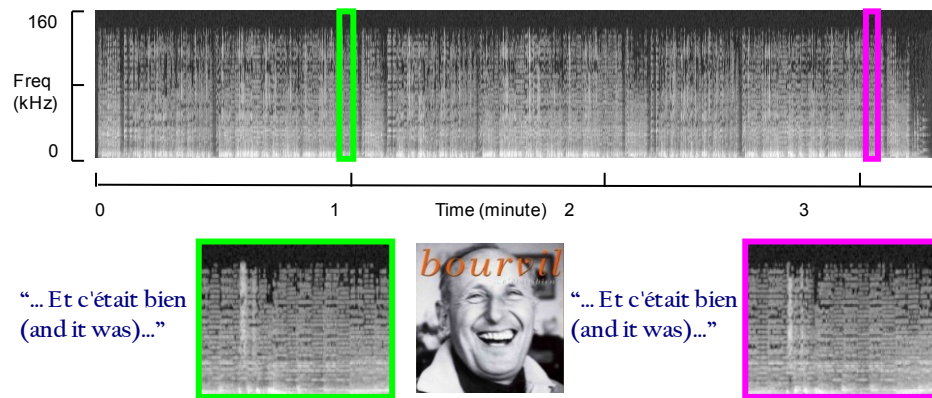 160
Freq
(kHz)
0
0 1 Time (minute) 2 3
bourvil
“... Et c'était bien
(and it was)...”
“... Et c'était bien
(and it was)...”